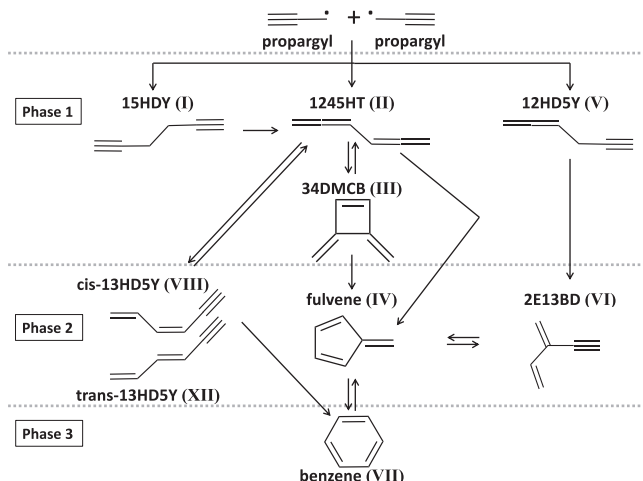 +
propargyl propargyl
Phase 1
15HDY (I) 1245HT (II) 12HD5Y (V)
34DMCB (III)
cis-13HD5Y (VIII) fulvene (IV) 2E13BD (VI)
Phase 2
trans-13HD5Y (XII)
Phase 3
benzene (VII)